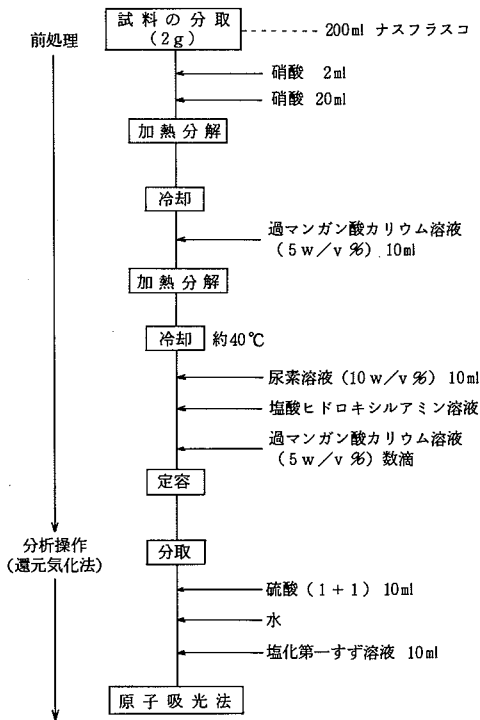 試料の分取
(2g)
200ml ナスフラスコ
前処理
硝酸 2ml
硝酸 20ml
加熱分解
冷却
過マンガン酸カリウム溶液
(5w/v%) 10ml
加熱分解
冷却 約40℃
尿素溶液(10w/v%) 10ml
塩酸ヒドロキシルアミン溶液
過マンガン酸カリウム溶液
(5w/v%)数滴
定容
分析操作
(還元気化法)
分取
硫酸(1+1) 10ml
水
塩化第一すず溶液 10ml
原子吸光法